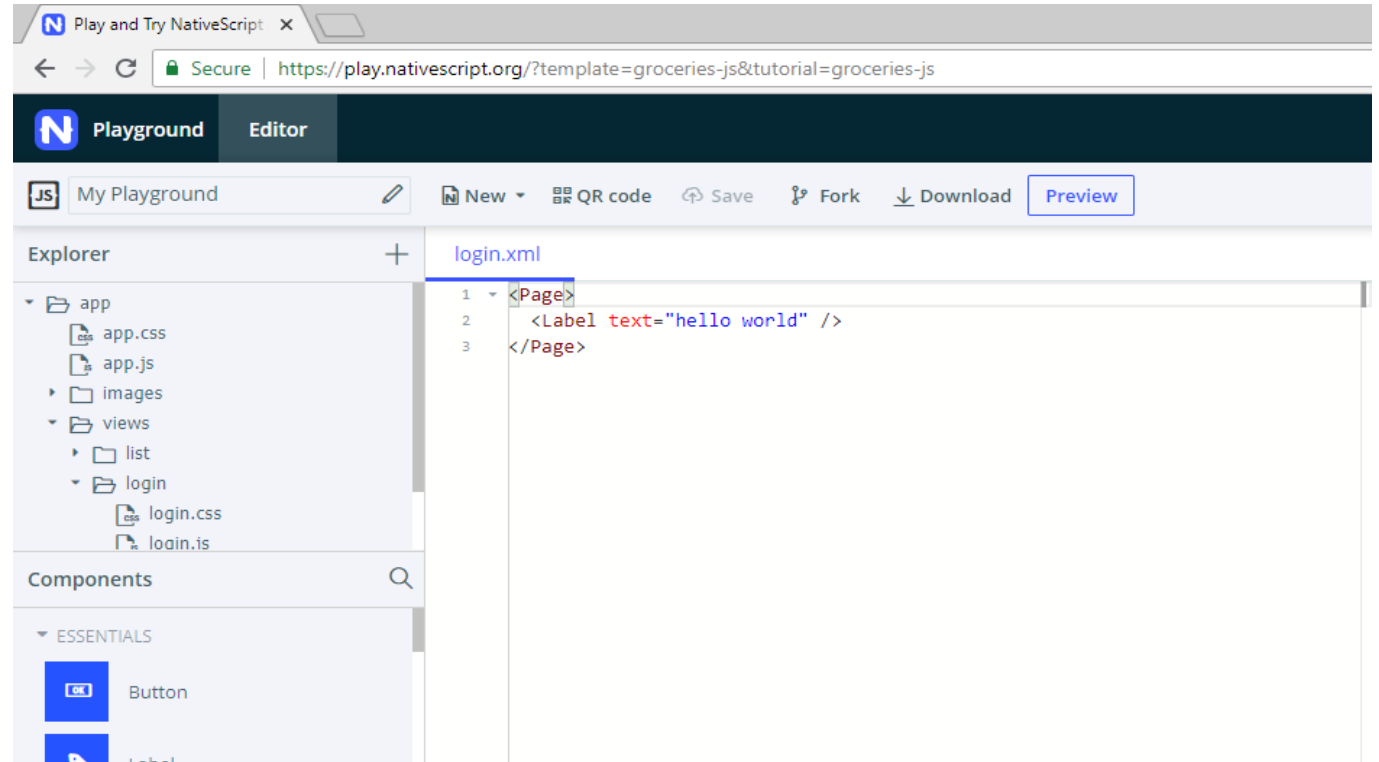 Play and Try NativeScript
Secure | https://play.nativescript.org/?template=groceries-js&tutorial=groceries-js
N Playground Editor
JS My Playground New QR code Save Fork Download Preview
Explorer login.xml
app
app.css
app.js
images
views
list
login
login.css
login.js
1 <Page>
2 <Label text="hello world" />
3 </Page>
Components
ESSENTIALS
OK Button
Label